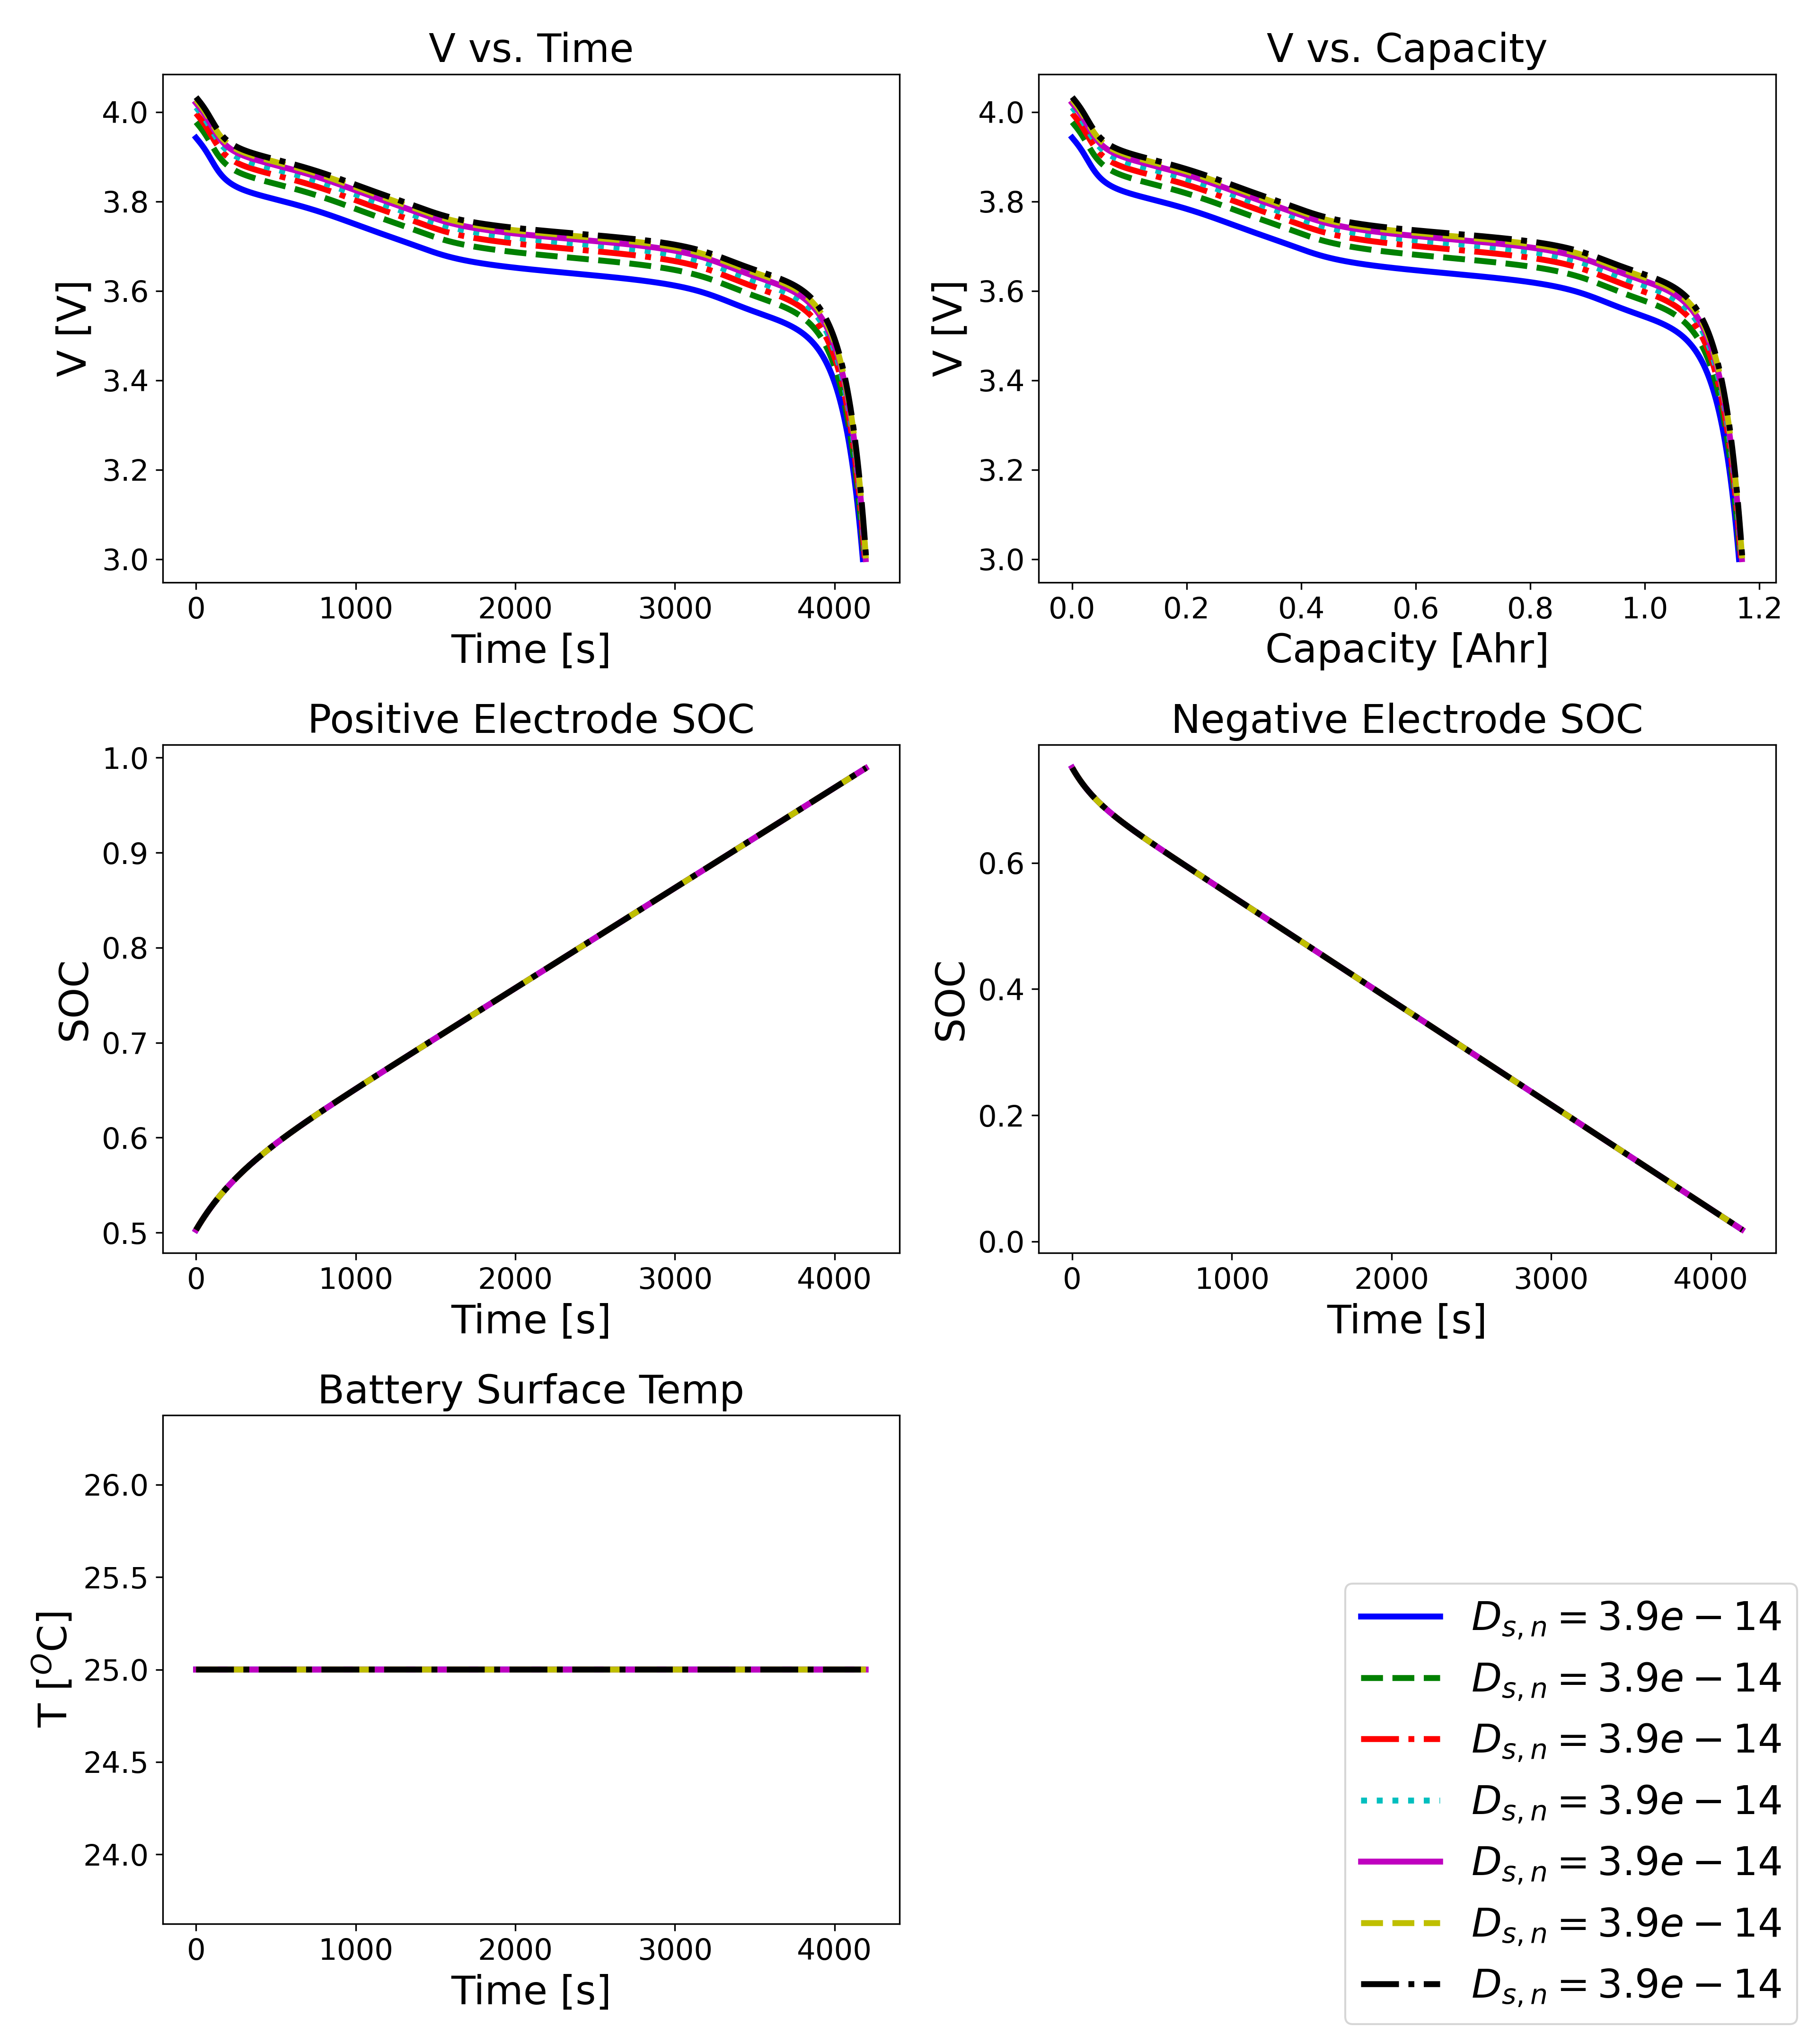 V vs. Time
4.0
3.8
3.6
3.4
3.2
3.0
V [V]
0 1000 2000 3000 4000
Time [s]
V vs. Capacity
4.0
3.8
3.6
3.4
3.2
3.0
V [V]
0.0 0.2 0.4 0.6 0.8 1.0 1.2
Capacity [Ahr]
Positive Electrode SOC
1.0
0.9
0.8
0.7
0.6
0.5
SOC
0 1000 2000 3000 4000
Time [s]
Negative Electrode SOC
0.6
0.4
0.2
0.0
SOC
0 1000 2000 3000 4000
Time [s]
Battery Surface Temp
26.0
25.5
25.0
24.5
24.0
T [°C]
0 1000 2000 3000 4000
Time [s]
D_{s,n} = 3.9e − 14
D_{s,n} = 3.9e − 14
D_{s,n} = 3.9e − 14
D_{s,n} = 3.9e − 14
D_{s,n} = 3.9e − 14
D_{s,n} = 3.9e − 14
D_{s,n} = 3.9e − 14